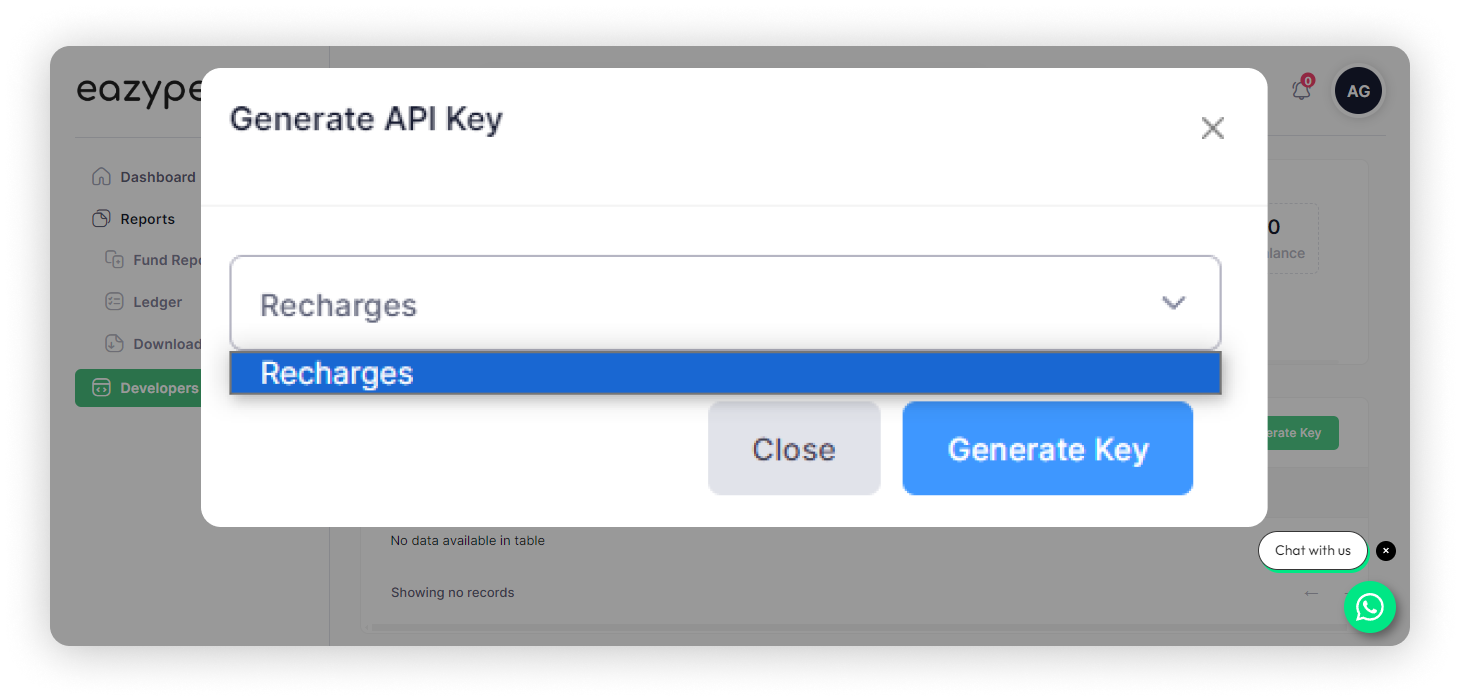 eazype
Generate API Key
0
AG
Dashboard
Reports
Fund Repo
Ledger
Download
Developers
Recharges
Recharges
Close
Generate Key
0
lance
erate Key
No data available in table
Chat with us
Showing no records